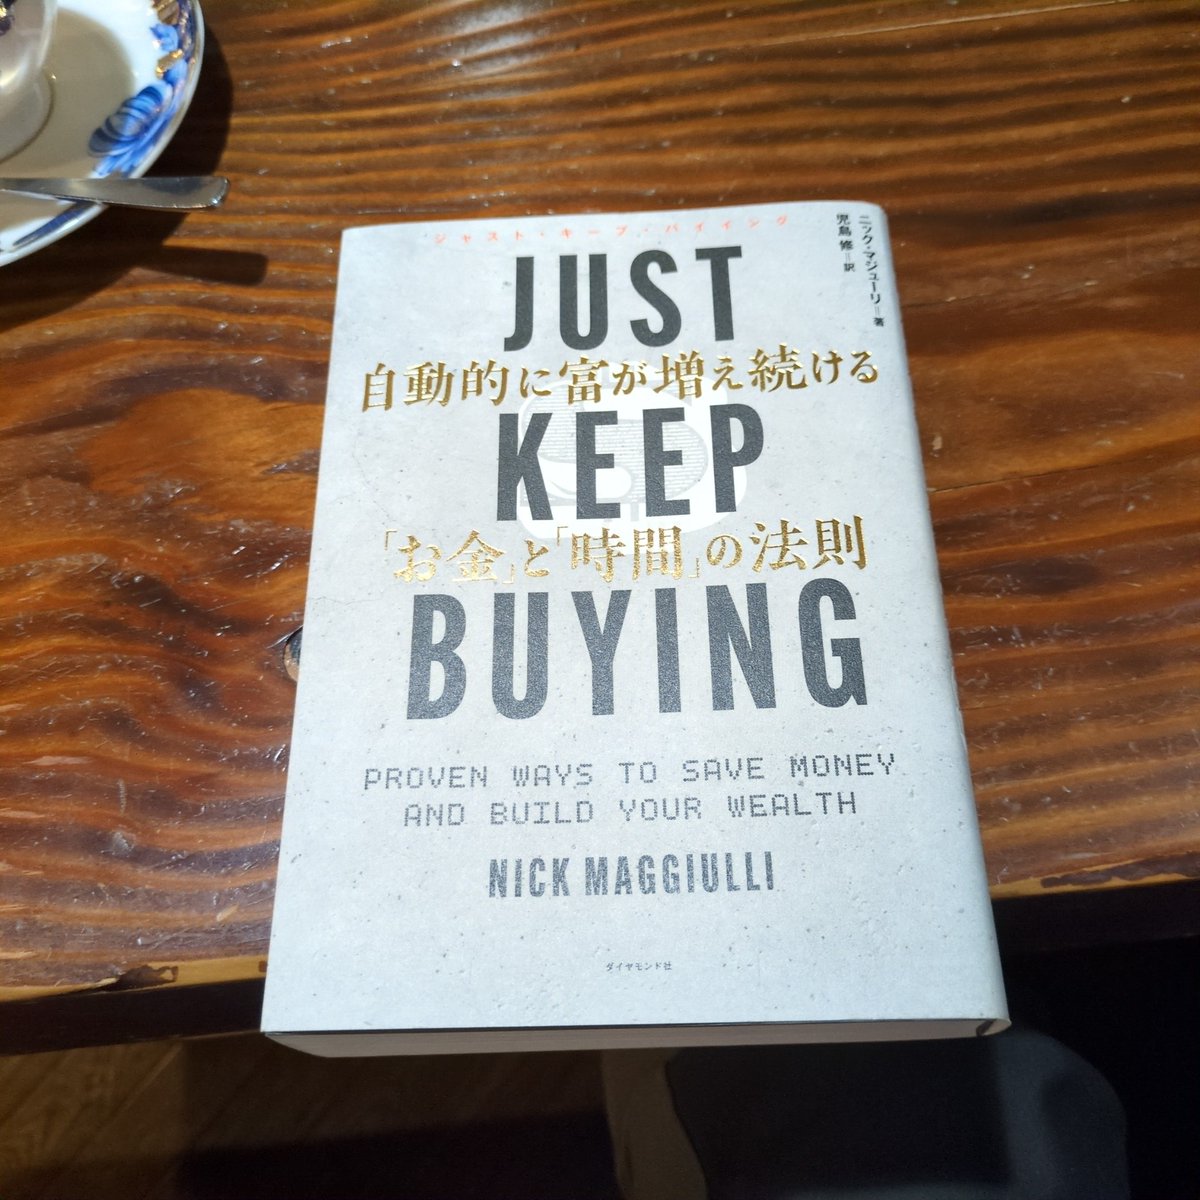 ジャスト・キープ・バイイング
ニック・マジューリ=著
児島 修=訳
JUST
自動的に富が増え続ける
KEEP
「お金」と「時間」の法則
BUYING
PROVEN WAYS TO SAVE MONEY
AND BUILD YOUR WEALTH
NICK MAGGIULLI
ダイヤモンド社